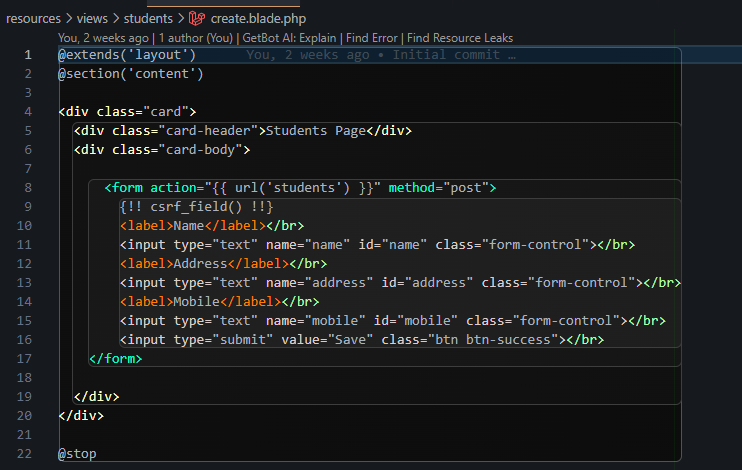 resources > views > students > create.blade.php
You, 2 weeks ago | 1 author (You) | GetBot AI: Explain | Find Error | Find Resource Leaks
1 @extends('layout') You, 2 weeks ago • Initial commit …
2 @section('content')
3
4 <div class="card">
5 <div class="card-header">Students Page</div>
6 <div class="card-body">
7
8 <form action="{{ url('students') }}" method="post">
9 {!! csrf_field() !!}
10 <label>Name</label></br>
11 <input type="text" name="name" id="name" class="form-control"></br>
12 <label>Address</label></br>
13 <input type="text" name="address" id="address" class="form-control"></br>
14 <label>Mobile</label></br>
15 <input type="text" name="mobile" id="mobile" class="form-control"></br>
16 <input type="submit" value="Save" class="btn btn-success"></br>
17 </form>
18
19 </div>
20 </div>
21
22 @stop